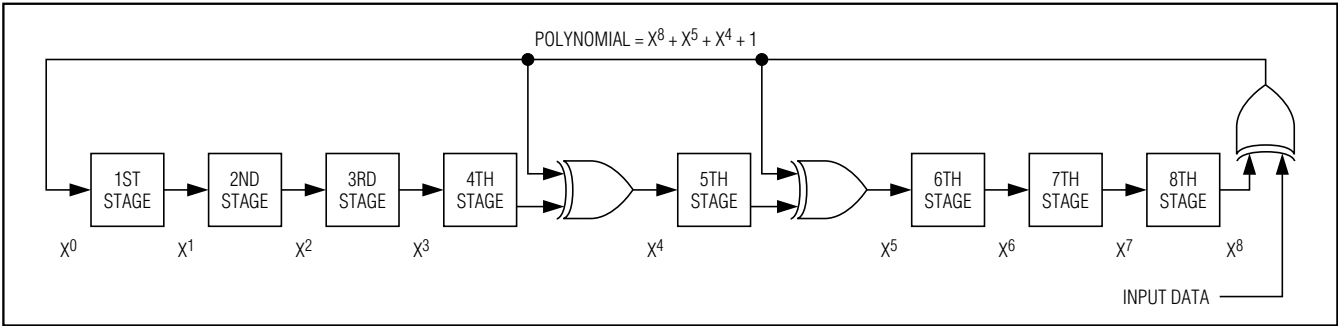 POLYNOMIAL = X⁸ + X⁵ + X⁴ + 1
1ST
STAGE
2ND
STAGE
3RD
STAGE
4TH
STAGE
5TH
STAGE
6TH
STAGE
7TH
STAGE
8TH
STAGE
X⁰
X¹
X²
X³
X⁴
X⁵
X⁶
X⁷
X⁸
INPUT DATA